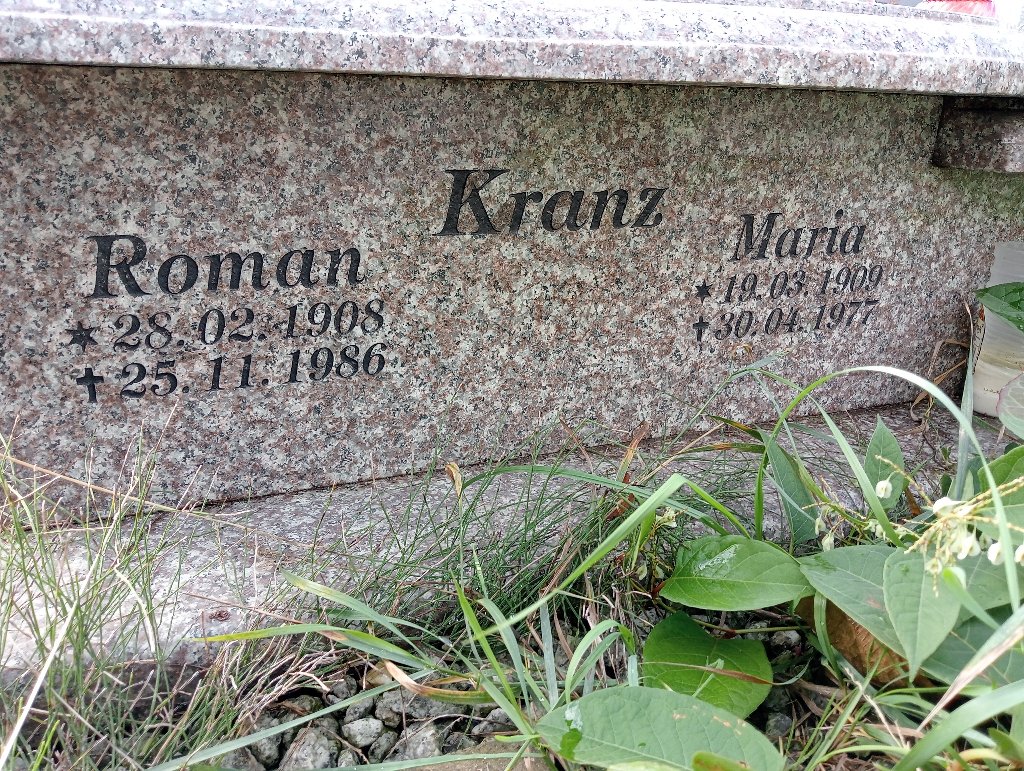 Kranz
Roman
* 28. 02. 1908
✝ 25. 11. 1986
Maria
* 19. 03. 1909
✝ 30. 04. 1977